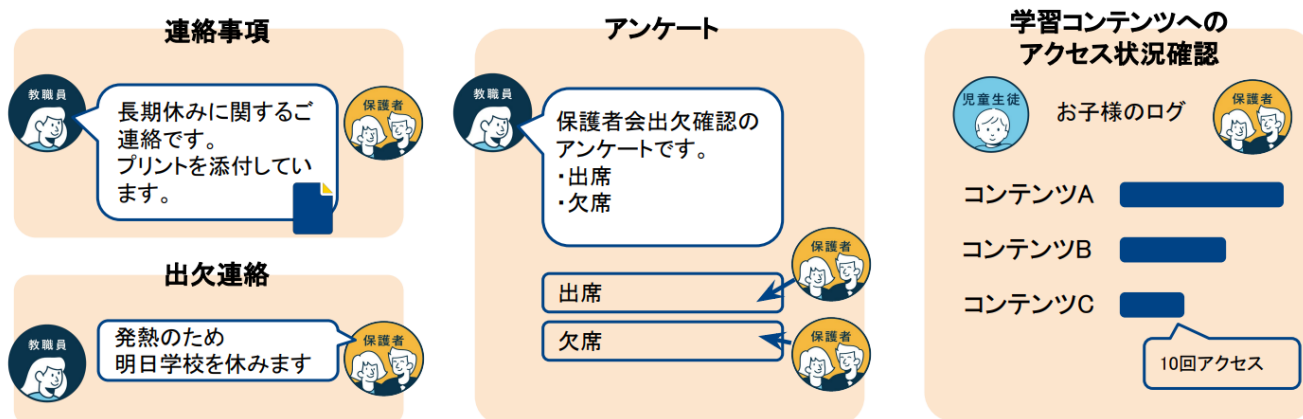 連絡事項
教職員
長期休みに関するご
連絡です。
プリントを添付してい
ます。
保護者
出欠連絡
教職員
発熱のため
明日学校を休みます
保護者
アンケート
教職員
保護者会出欠確認の
アンケートです。
・出席
・欠席
保護者
出席
欠席
保護者
学習コンテンツへの
アクセス状況確認
児童生徒
お子様のログ
保護者
コンテンツA
コンテンツB
コンテンツC
10回アクセス